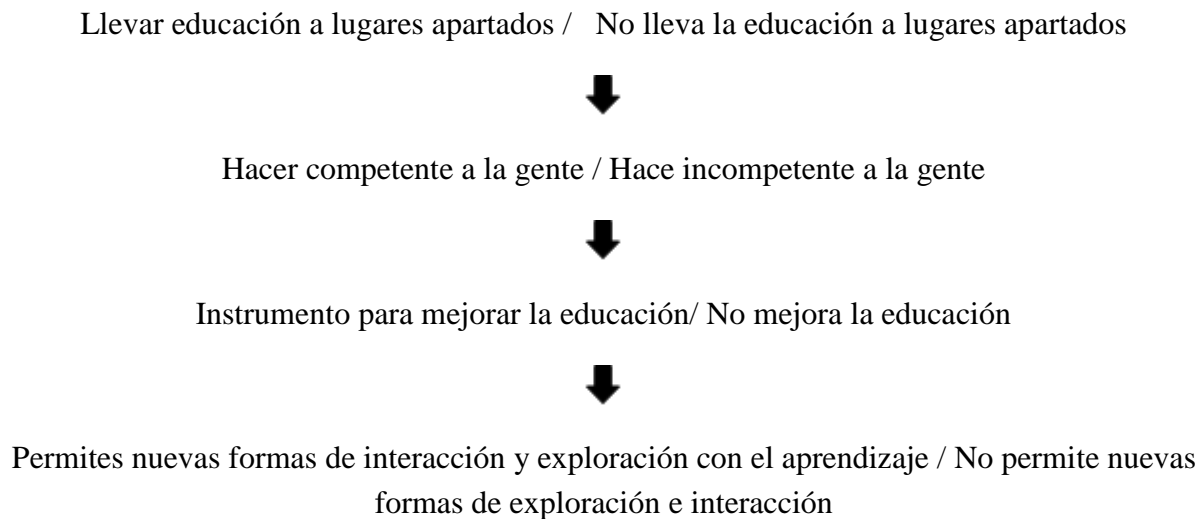 Llevar educación a lugares apartados / No lleva la educación a lugares apartados
Hacer competente a la gente / Hace incompetente a la gente
Instrumento para mejorar la educación/ No mejora la educación
Permites nuevas formas de interacción y exploración con el aprendizaje / No permite nuevas
formas de exploración e interacción